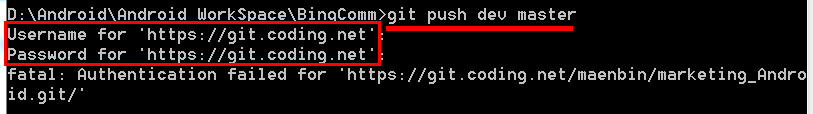 D:\Android\Android WorkSpace\BingComm>git push dev master
Username for 'https://git.coding.net':
Password for 'https://git.coding.net':
fatal: Authentication failed for 'https://git.coding.net/maenbin/marketing_Andro
id.git/'